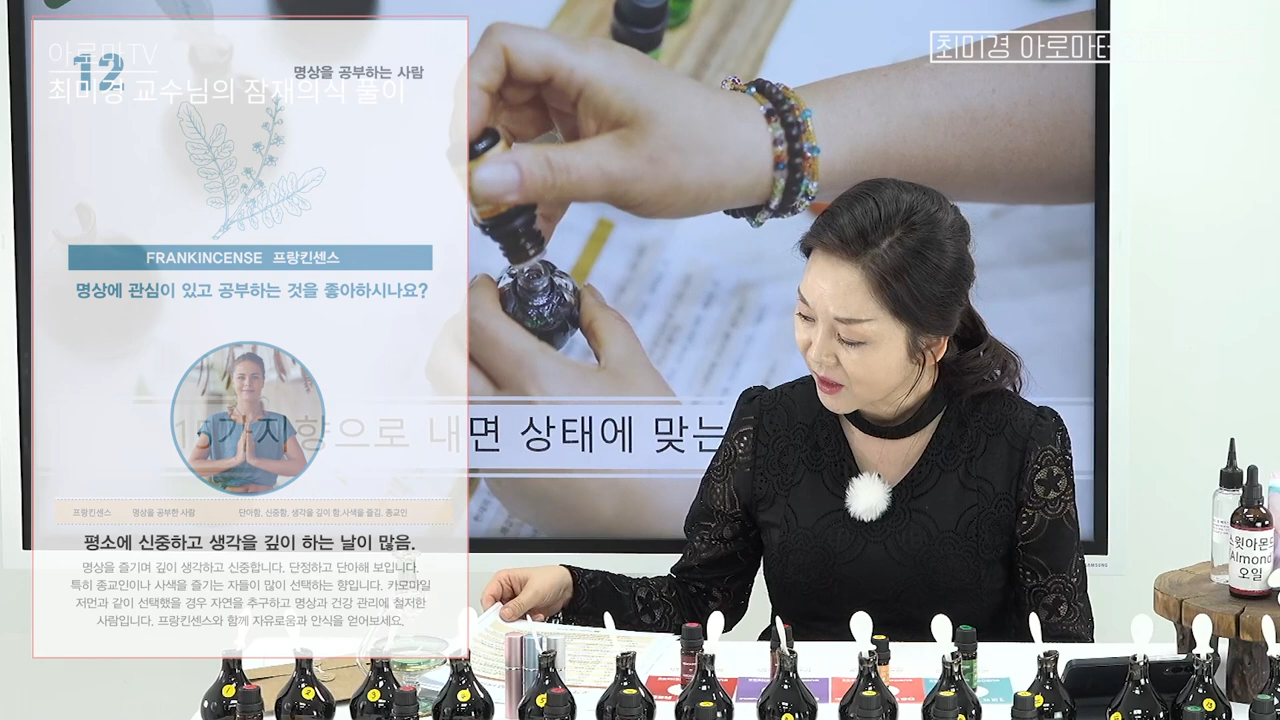 아로마TV
12
명상을 공부하는 사람
최미경 교수님의 잠재의식 풀이
최미경 아로마
FRANKINCENSE 프랑킨센스
명상에 관심이 있고 공부하는 것을 좋아하시나요?
15가지 향으로 내면 상태에 맞는
프랑킨센스 명상을 공부한 사람 단아함, 신중함, 생각을 깊이 함.사색을 즐김, 종교인
평소에 신중하고 생각을 깊이 하는 날이 많음.
명상을 즐기며 깊이 생각하고 신중합니다. 단정하고 단아해 보입니다.
특히 종교인이나 사색을 즐기는 자들이 많이 선택하는 향입니다. 카모마일
저먼과 같이 선택했을 경우 자연을 추구하고 명상과 건강 관리에 철저한
사람입니다. 프랑킨센스와 함께 자유로움과 안식을 얻어보세요.
SAMSUNG
스윗아몬드
Almond
오일
1
2
3
4
5